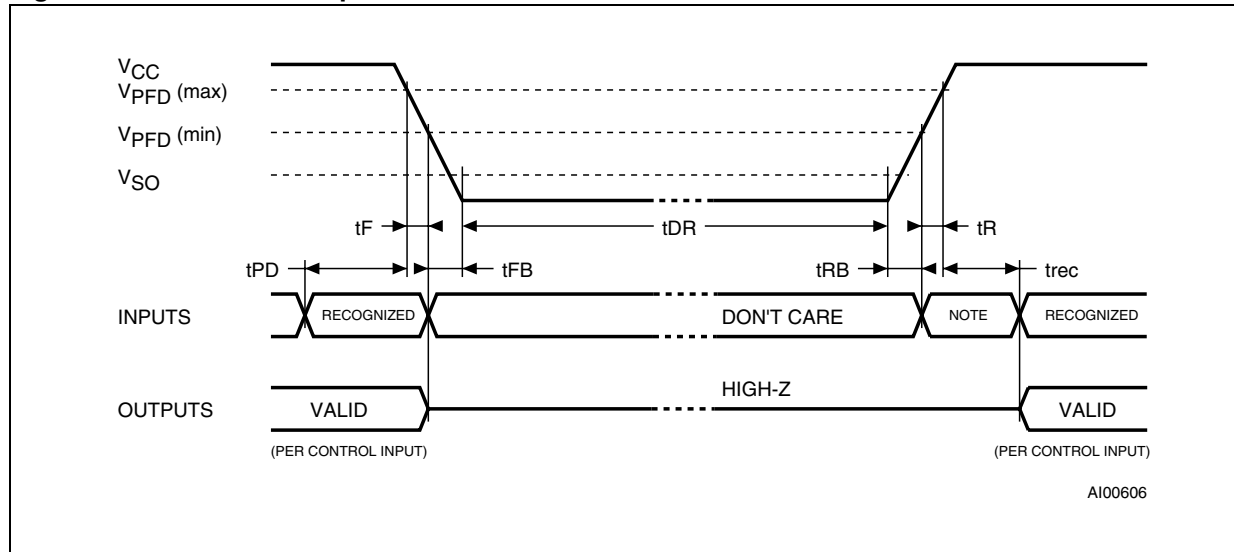 VCC
VPFD (max)
VPFD (min)
VSO
tF
tDR
tR
tPD
tFB
tRB
trec
INPUTS
RECOGNIZED
DON'T CARE
NOTE
RECOGNIZED
HIGH-Z
OUTPUTS
VALID
VALID
(PER CONTROL INPUT)
(PER CONTROL INPUT)
AI00606